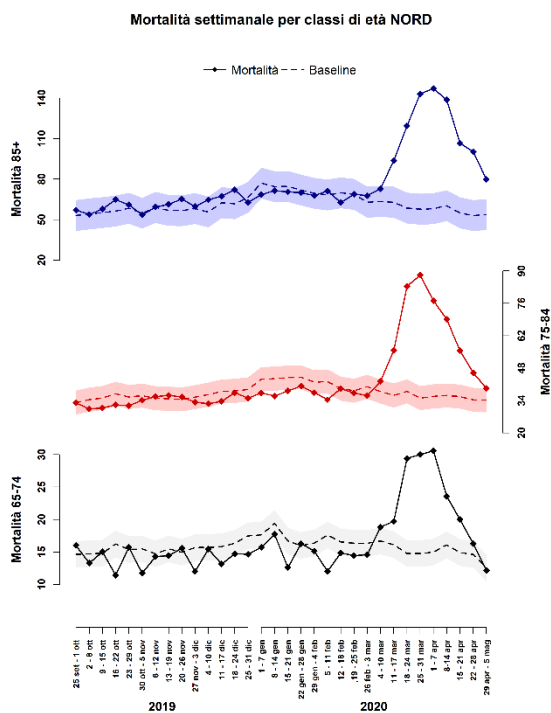 Mortalità settimanale per classi di età NORD
Mortalità
Baseline
Mortalità 85+
140
110
80
50
20
Mortalità 75-84
90
76
62
48
34
20
Mortalità 65-74
30
25
20
15
10
25 set - 1 ott
2 - 8 ott
9 - 15 ott
16 - 22 ott
23 - 29 ott
30 ott - 5 nov
6 - 12 nov
13 - 19 nov
20 - 26 nov
27 nov - 3 dic
4 - 10 dic
11 - 17 dic
18 - 24 dic
25 - 31 dic
1 - 7 gen
8 - 14 gen
15 - 21 gen
22 gen - 28 gen
29 gen - 4 feb
5 - 11 feb
12 - 18 feb
19 - 25 feb
26 feb - 3 mar
4 - 10 mar
11 - 17 mar
18 - 24 mar
25 - 31 mar
1 - 7 apr
8 -14 apr
15 - 21 apr
22 - 28 apr
29 apr - 5 mag
2019
2020